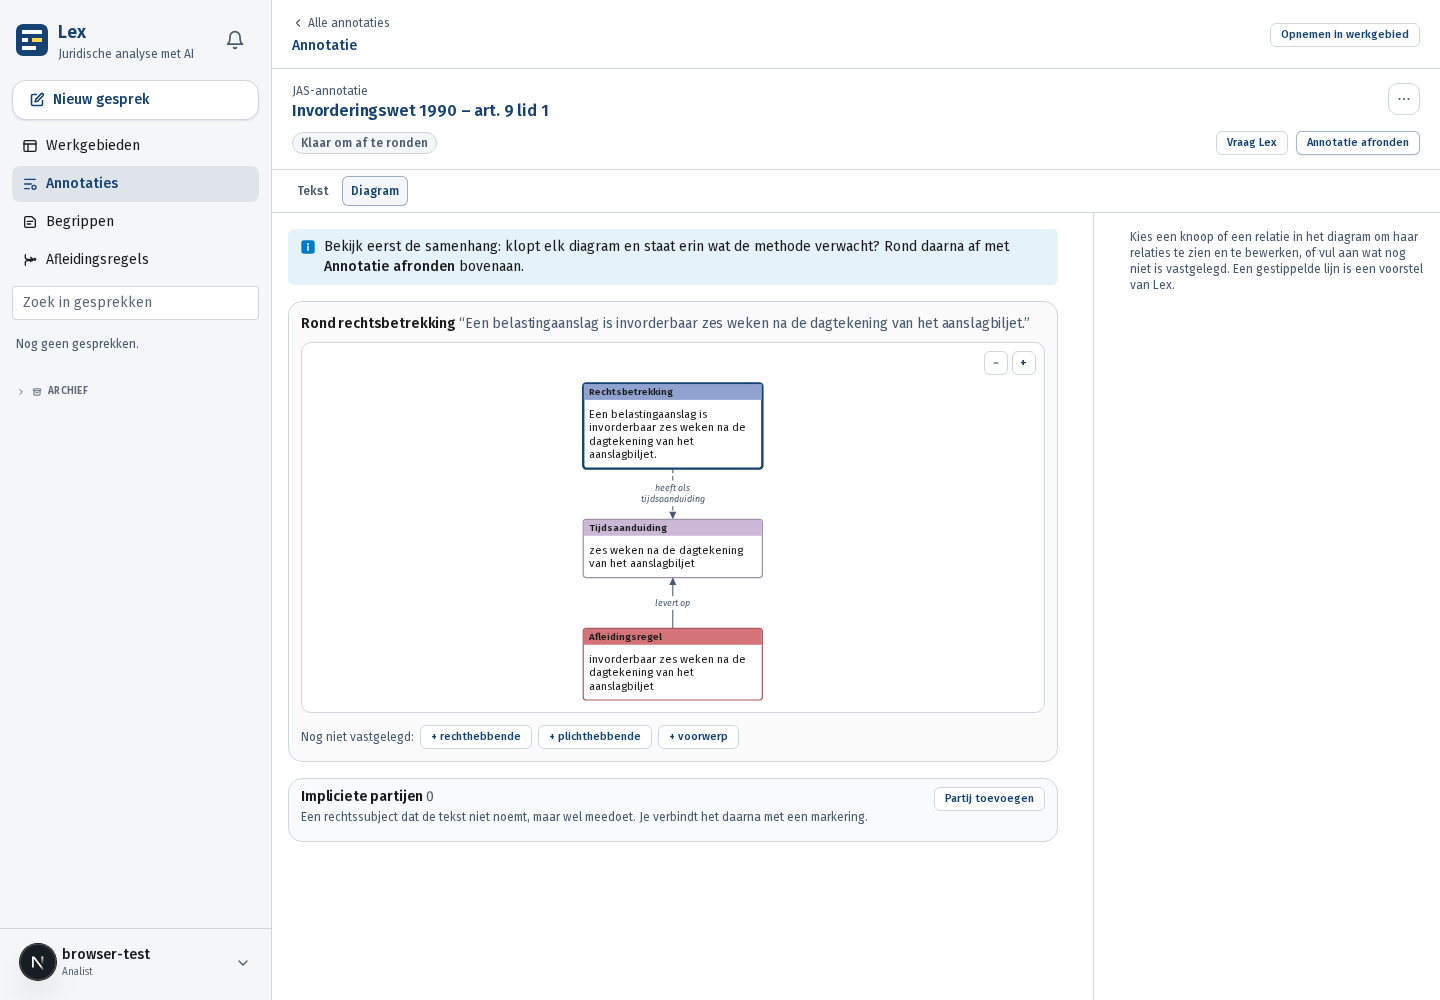 Lex
Juridische analyse met AI
Nieuw gesprek
Werkgebieden
Annotaties
Begrippen
Afleidingsregels
Zoek in gesprekken
Nog geen gesprekken.
ARCHIEF
browser-test
Analist
Alle annotaties
Annotatie
Opnemen in werkgebied
JAS-annotatie
Invorderingswet 1990 – art. 9 lid 1
Klaar om af te ronden
Vraag Lex
Annotatie afronden
Tekst
Diagram
Bekijk eerst de samenhang: klopt elk diagram en staat erin wat de methode verwacht? Rond daarna af met
Annotatie afronden bovenaan.
Rond rechtsbetrekking “Een belastingaanslag is invorderbaar zes weken na de dagtekening van het aanslagbiljet.”
− +
Rechtsbetrekking
Een belastingaanslag is
invorderbaar zes weken na de
dagtekening van het
aanslagbiljet.
heeft als
tijdsaanduiding
Tijdsaanduiding
zes weken na de dagtekening
van het aanslagbiljet
levert op
Afleidingsregel
invorderbaar zes weken na de
dagtekening van het
aanslagbiljet
Nog niet vastgelegd: + rechthebbende + plichthebbende + voorwerp
Impliciete partijen 0
Partij toevoegen
Een rechtssubject dat de tekst niet noemt, maar wel meedoet. Je verbindt het daarna met een markering.
Kies een knoop of een relatie in het diagram om haar
relaties te zien en te bewerken, of vul aan wat nog
niet is vastgelegd. Een gestippelde lijn is een voorstel
van Lex.